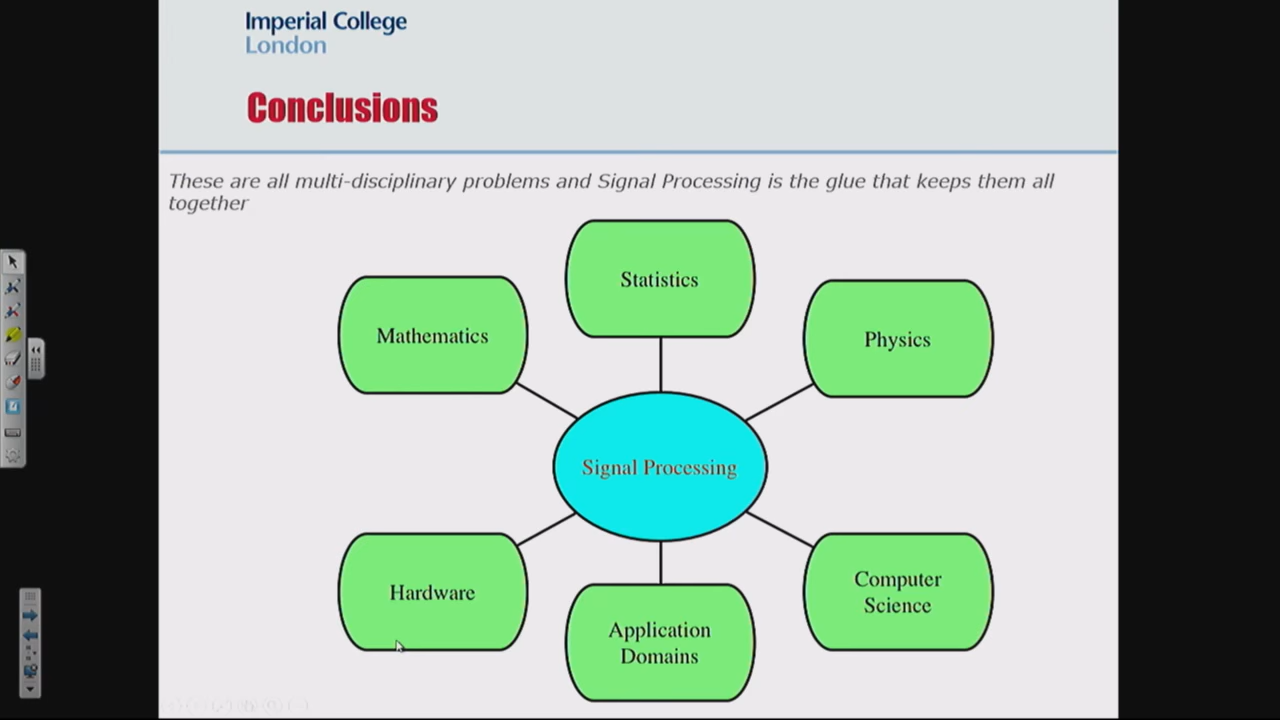 Imperial College
London
Conclusions
These are all multi-disciplinary problems and Signal Processing is the glue that keeps them all
together
Statistics
Mathematics
Physics
Signal Processing
Hardware
Computer
Science
Application
Domains